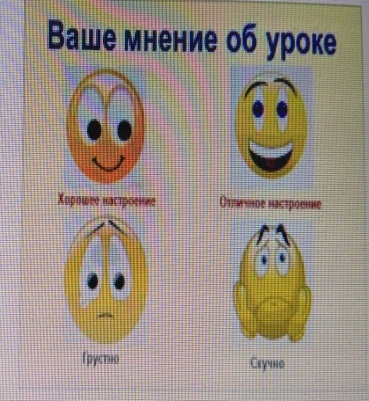 Ваше мнение об уроке
Хорошее настроение
Отличное настроение
Грустно
Скучно